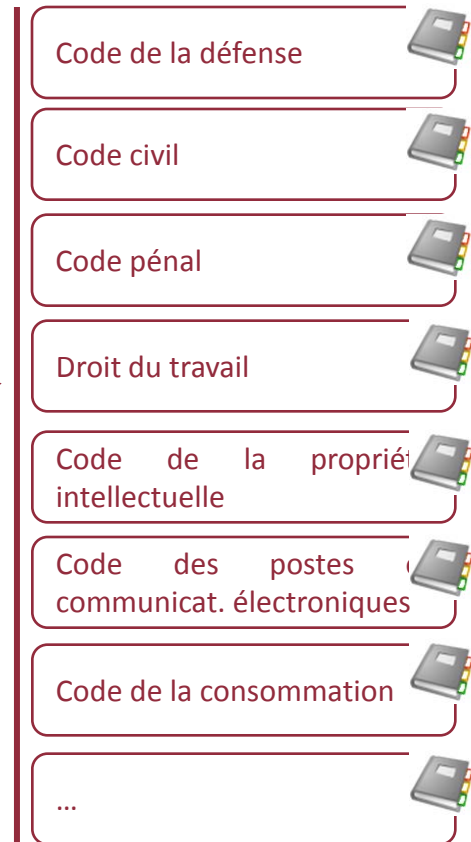 Code de la défense
Code civil
Code pénal
Droit du travail
Code de la propriét
intellectuelle
Code des postes
communicat. électroniques
Code de la consommation
...